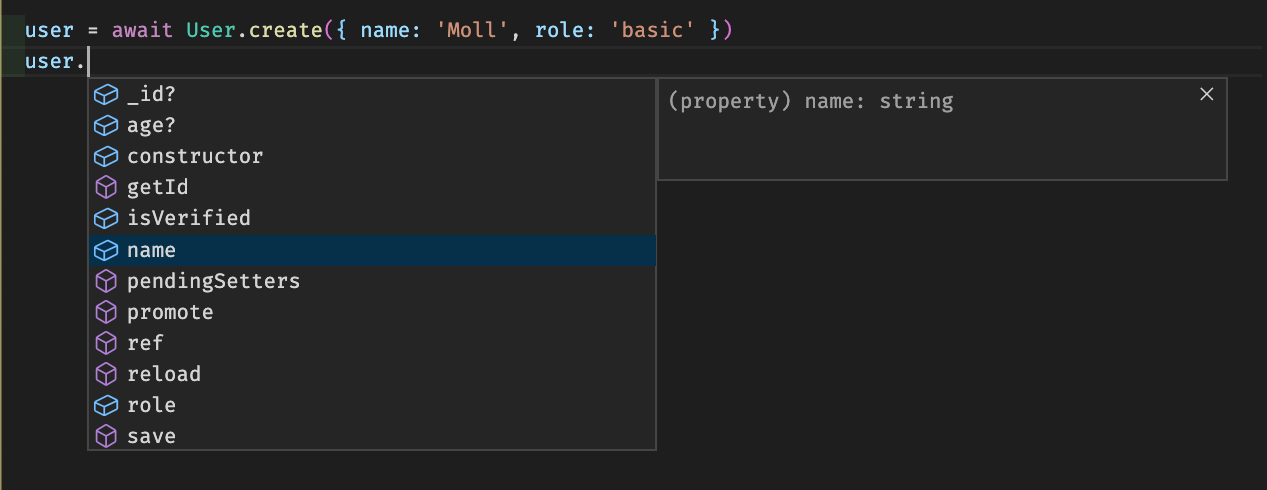 user = await User.create({ name: 'Moll', role: 'basic' })
user.
_id?
(property) name: string
age?
constructor
getId
isVerified
name
pendingSetters
promote
ref
reload
role
save